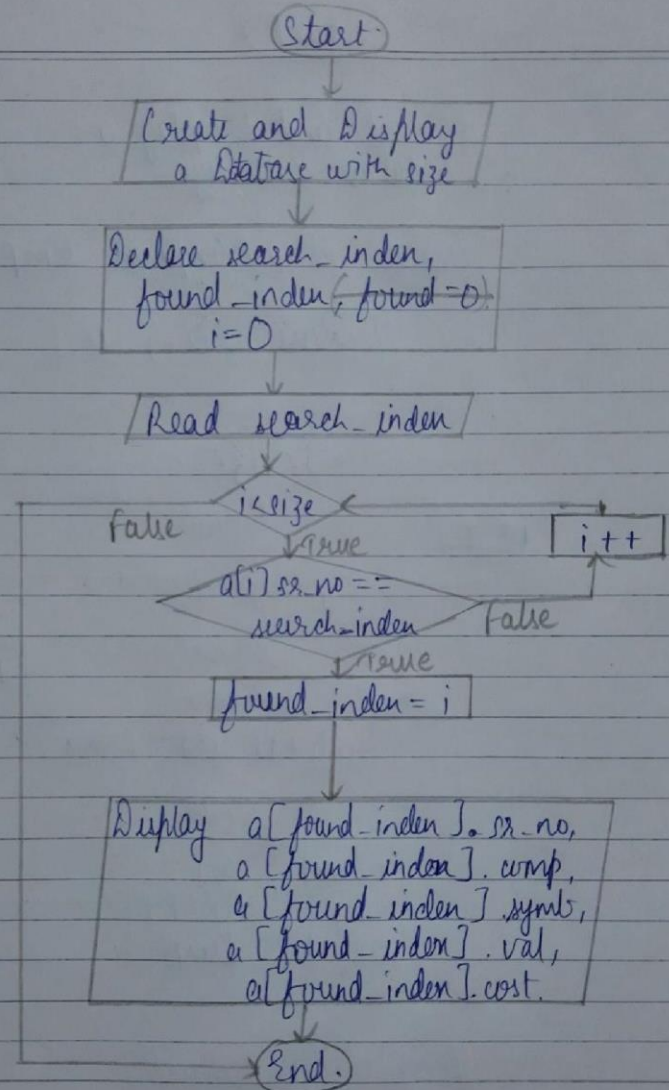 Start.
Create and Display
a Database with size
Declare search_index,
found_index, found=0
i=0
Read search_index
i<size
False
True
i++
a[i] sr_no ==
search_index
False
True
found_index = i
Display a[found_index].sr_no,
a[found_index].comp,
a[found_index].symb,
a[found_index].val,
a[found_index].cost.
End.